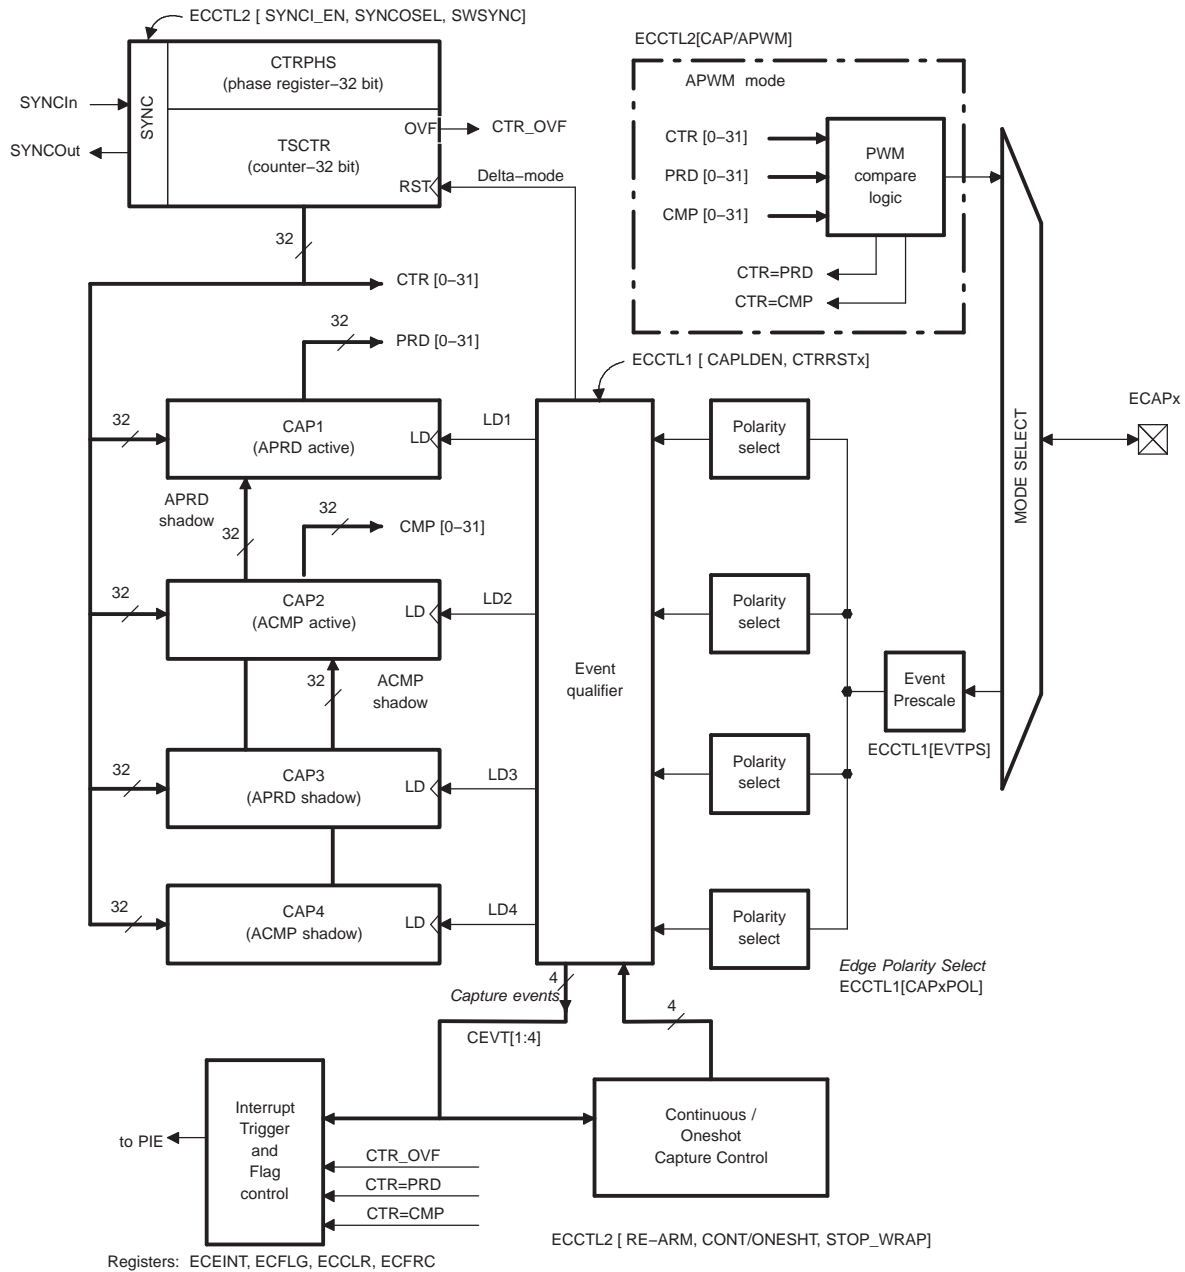 ECCTL2 [ SYNCI_EN, SYNCOSEL, SWSYNC]
CTRPHS
(phase register−32 bit)
SYNC
SYNCIn
SYNCOut
TSCTR
(counter−32 bit)
OVF
CTR_OVF
RST
Delta−mode
ECCTL2[CAP/APWM]
APWM mode
CTR [0−31]
PRD [0−31]
CMP [0−31]
PWM
compare
logic
CTR=PRD
CTR=CMP
32
CTR [0−31]
32
PRD [0−31]
ECCTL1 [ CAPLDEN, CTRRSTx]
32
CAP1
(APRD active)
LD
LD1
Polarity
select
MODE SELECT
ECAPx
APRD
shadow
32
32
CMP [0−31]
32
CAP2
(ACMP active)
LD
LD2
Polarity
select
Event
qualifier
32
ACMP
shadow
Event
Prescale
ECCTL1[EVTPS]
32
CAP3
(APRD shadow)
LD
LD3
Polarity
select
32
CAP4
(ACMP shadow)
LD
LD4
Polarity
select
Edge Polarity Select
ECCTL1[CAPxPOL]
4
Capture events
CEVT[1:4]
4
Interrupt
Trigger
and
Flag
control
to PIE
CTR_OVF
CTR=PRD
CTR=CMP
Continuous /
Oneshot
Capture Control
ECCTL2 [ RE−ARM, CONT/ONESHT, STOP_WRAP]
Registers: ECEINT, ECFLG, ECCLR, ECFRC